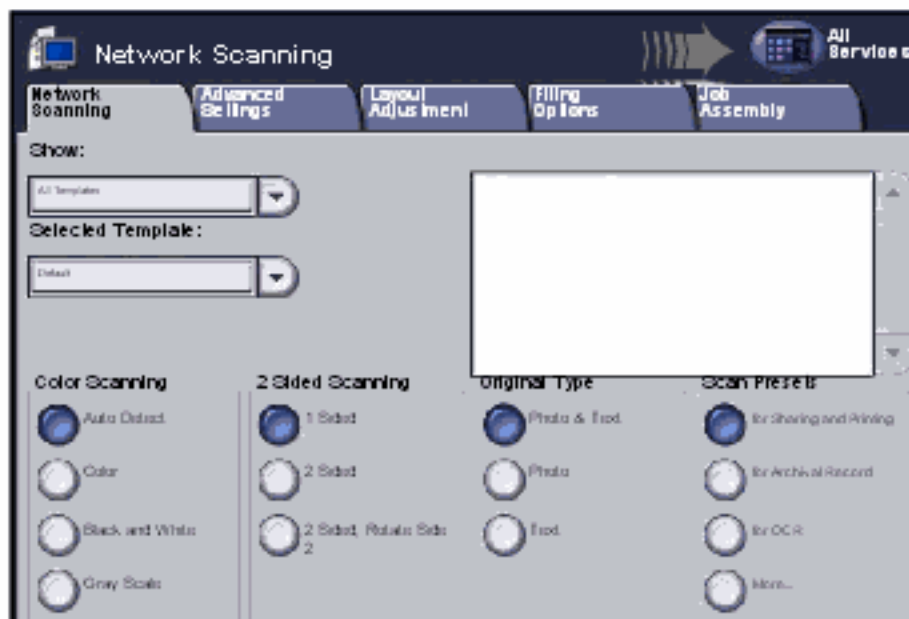 Network Scanning
All
Services
Network
Scanning
Advanced
Settings
Layout
Adjustment
Filing
Options
Job
Assembly
Show:
All Templates
Selected Template:
Default
Color Scanning
2 Sided Scanning
Original Type
Scan Presets
Auto Detect
1 Sided
Photo & Text
for Sharing and Printing
Color
2 Sided
Photo
for Archival Record
Black and White
2 Sided, Rotate Side
2
Text
for OCR
Gray Scale
More...